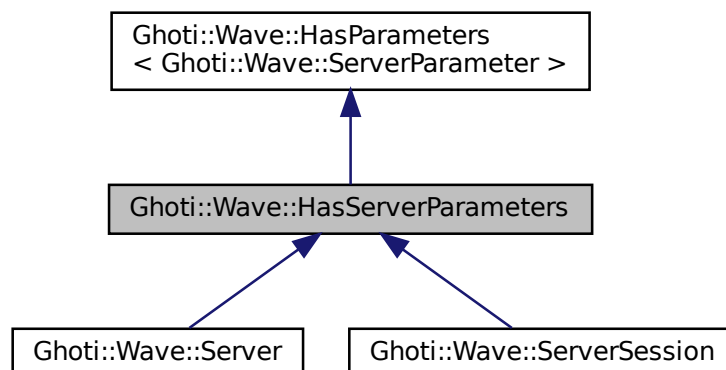 Ghoti::Wave::HasParameters
< Ghoti::Wave::ServerParameter >
Ghoti::Wave::HasServerParameters
Ghoti::Wave::Server
Ghoti::Wave::ServerSession